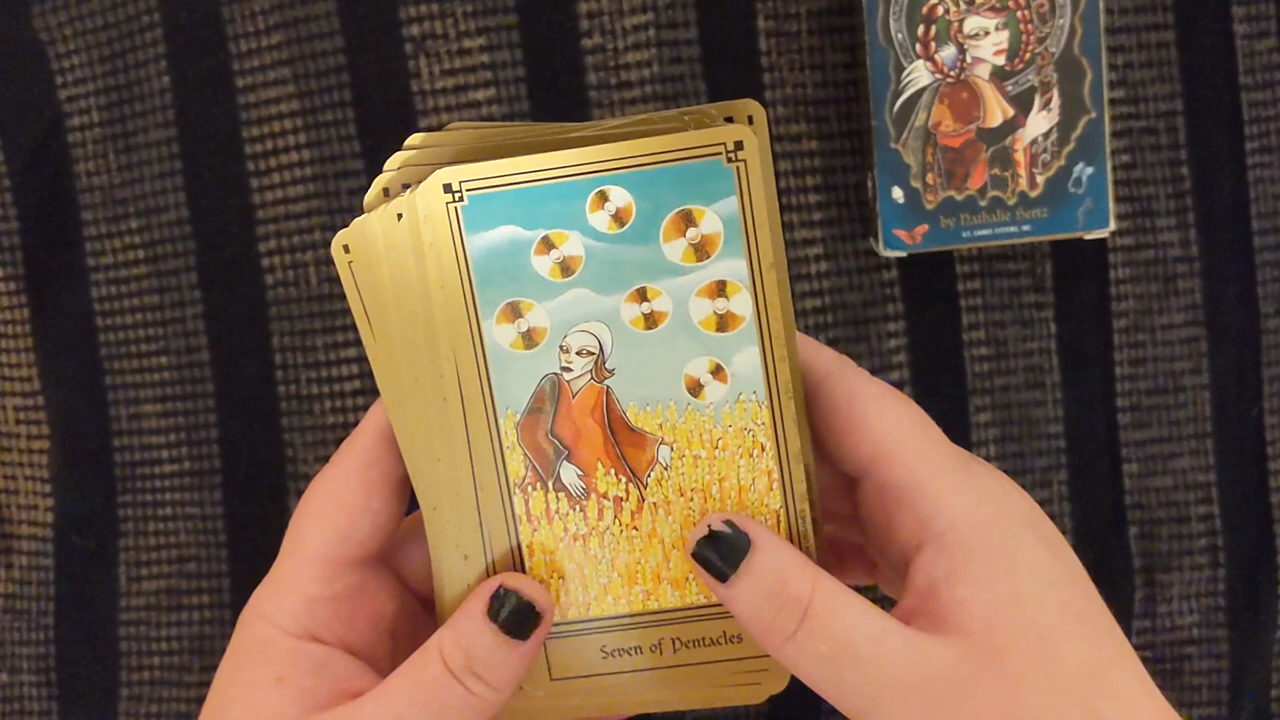 by Nathalie Hertz
U.S. GAMES SYSTEMS, INC.
Seven of Pentacles